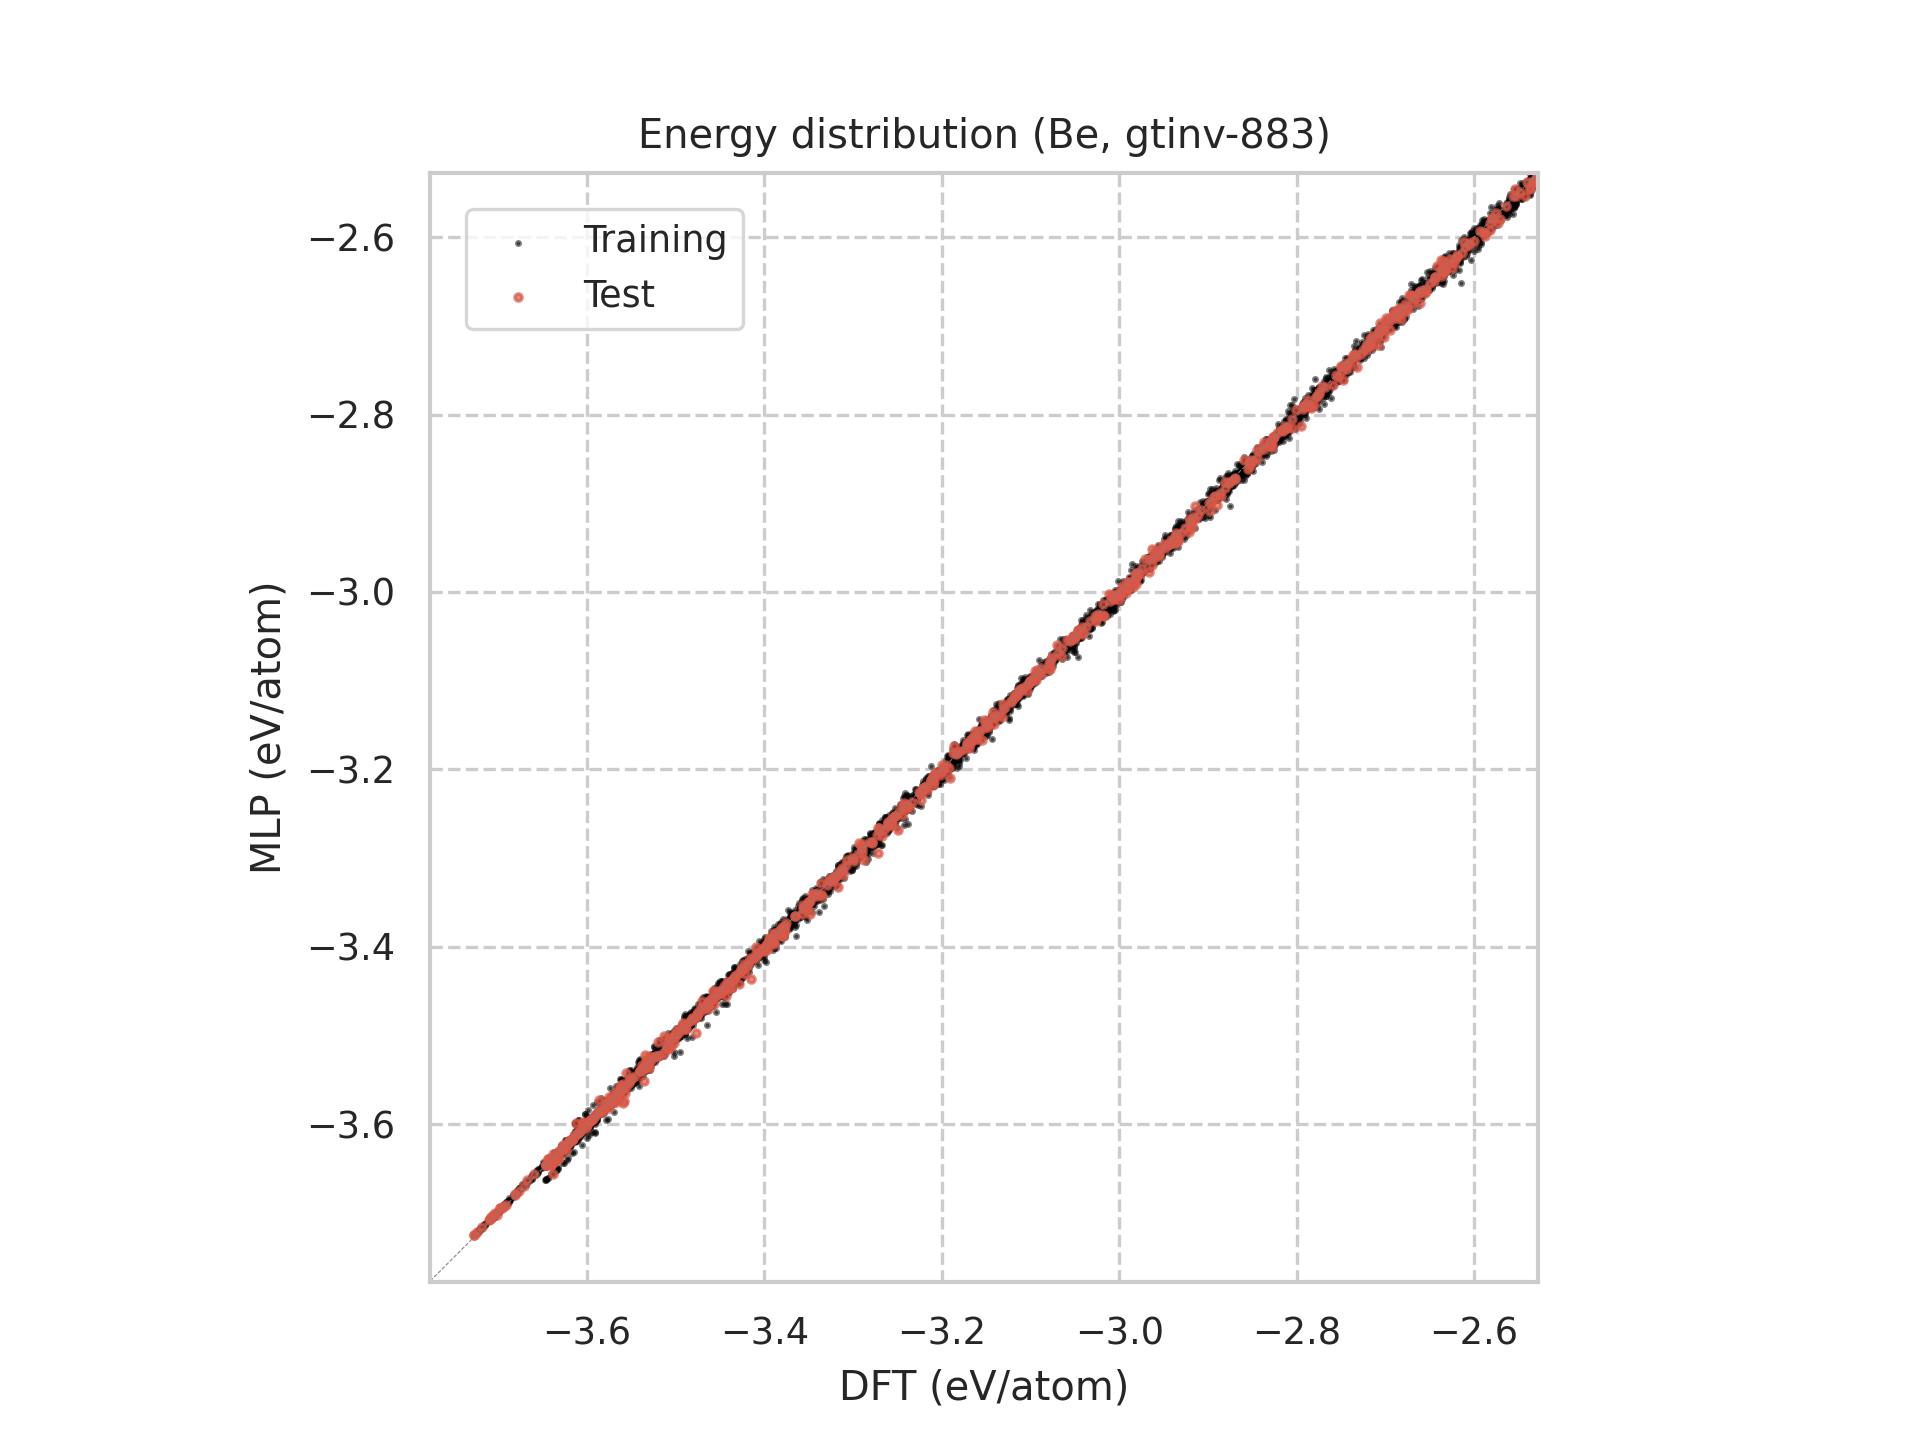 Energy distribution (Be, gtinv-883)
Training
Test
−2.6
−2.8
−3.0
−3.2
−3.4
−3.6
MLP (eV/atom)
−3.6 −3.4 −3.2 −3.0 −2.8 −2.6
DFT (eV/atom)